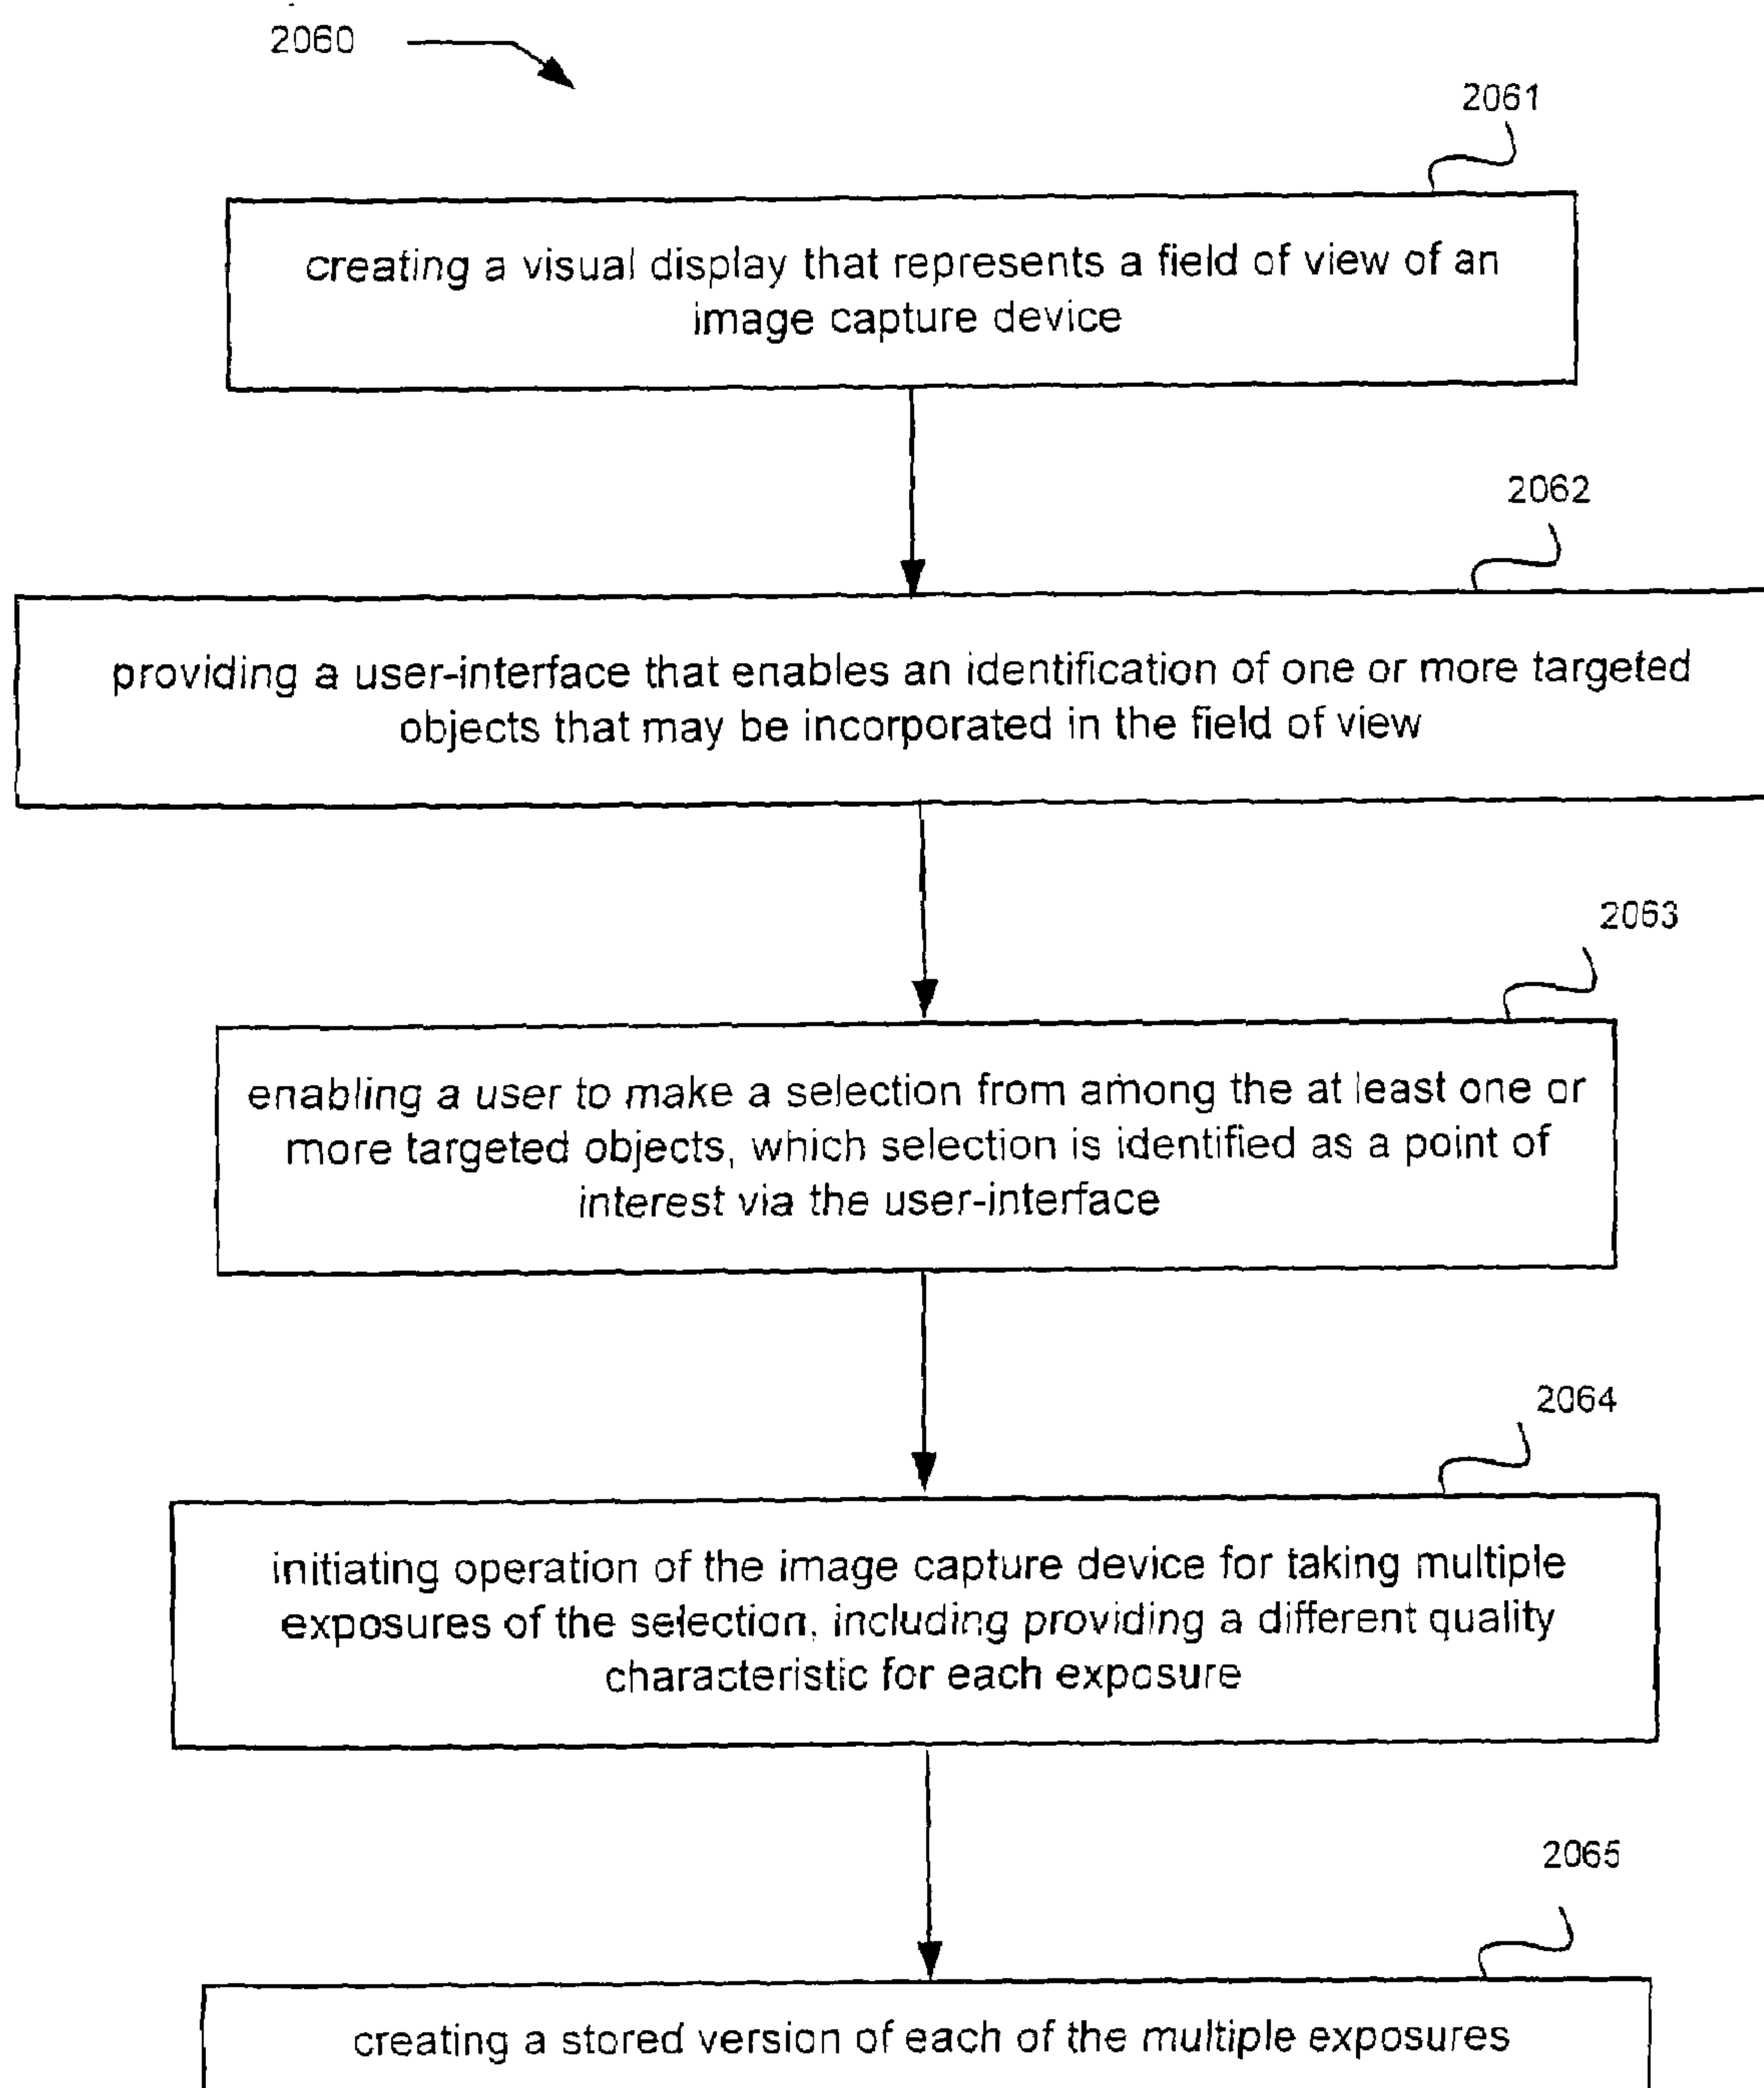 2060
2061
creating a visual display that represents a field of view of an
image capture device
2062
providing a user-interface that enables an identification of one or more targeted
objects that may be incorporated in the field of view
2063
enabling a user to make a selection from among the at least one or
more targeted objects, which selection is identified as a point of
interest via the user-interface
2064
initiating operation of the image capture device for taking multiple
exposures of the selection, including providing a different quality
characteristic for each exposure
2065
creating a stored version of each of the multiple exposures